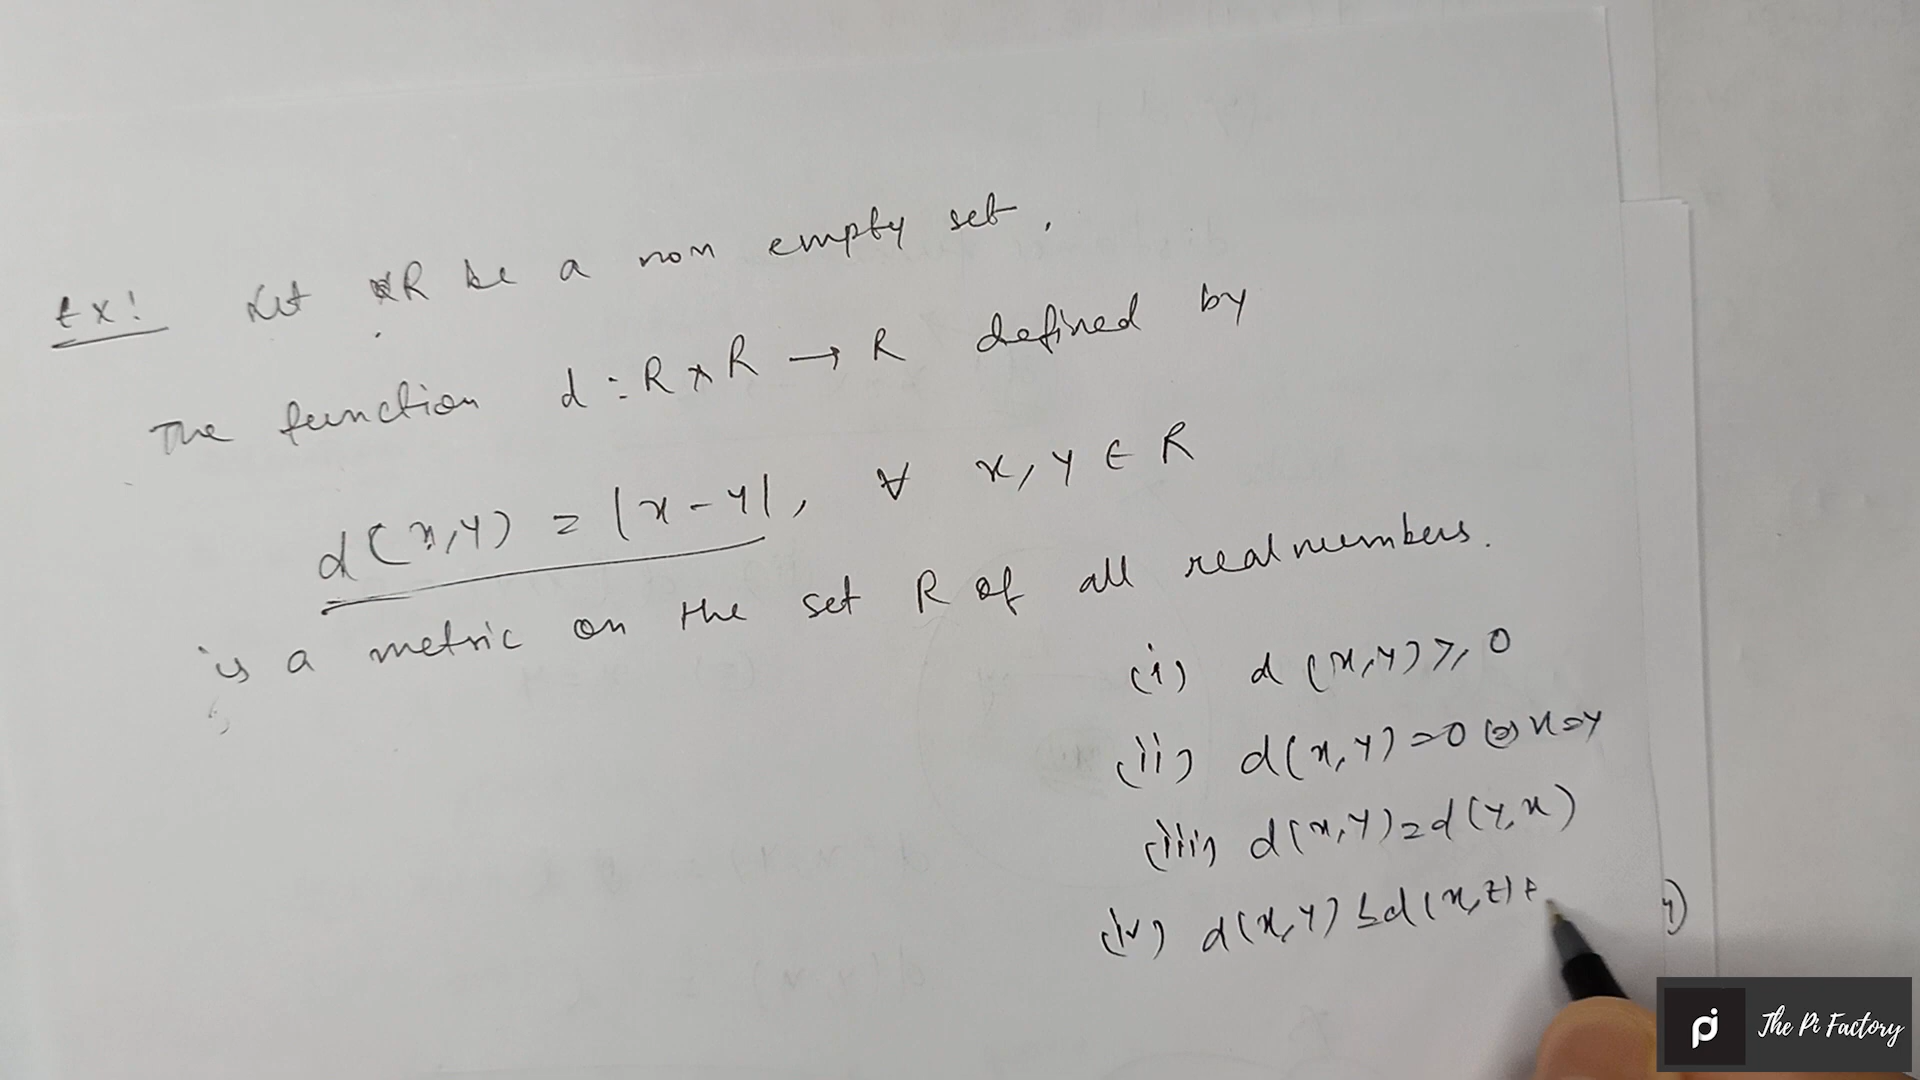 Ex! Let R be a non empty set.
The function d : R x R → R defined by
d(x,y) = |x-y|, ∀ x, y ∈ R
is a metric on the set R of all real numbers.
(i) d(x,y) ≥ 0
(ii) d(x,y) = 0 ⇔ x=y
(iii) d(x,y) = d(y,x)
(iv) d(x,y) ≤ d(x,z) +
y)
pi The Pi Factory